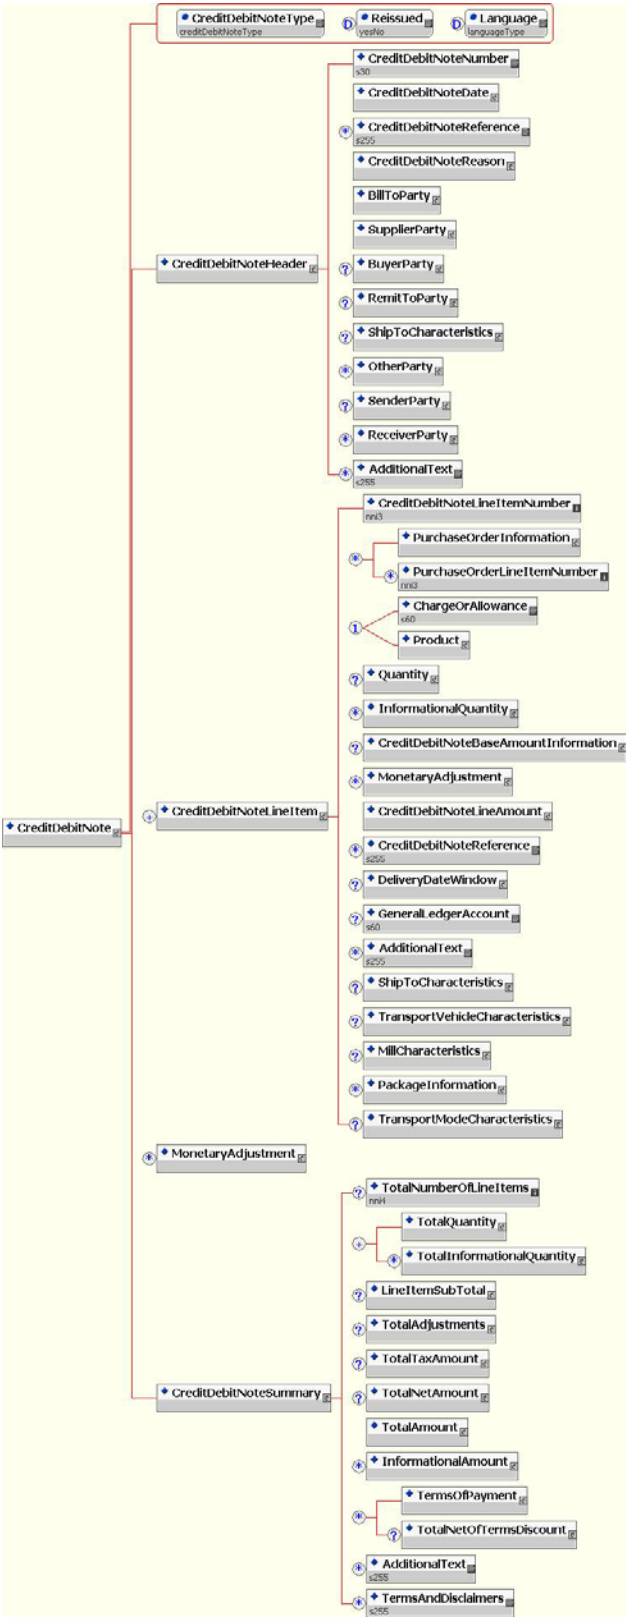 CreditDebitNoteType
creditDebitNoteType
D
Reissued
yesNo
D
Language
languageType
CreditDebitNoteNumber
s30
CreditDebitNoteDate
* CreditDebitNoteReference
s255
CreditDebitNoteReason
BillToParty
SupplierParty
CreditDebitNoteHeader
? BuyerParty
? RemitToParty
? ShipToCharacteristics
* OtherParty
? SenderParty
* ReceiverParty
* AdditionalText
s255
CreditDebitNoteLineItemNumber
nni3
PurchaseOrderInformation
*
* PurchaseOrderLineItemNumber
nni3
ChargeOrAllowance
s60
1
Product
? Quantity
* InformationalQuantity
? CreditDebitNoteBaseAmountInformation
* MonetaryAdjustment
+ CreditDebitNoteLineItem
CreditDebitNoteLineAmount
CreditDebitNote
* CreditDebitNoteReference
s255
? DeliveryDateWindow
? GeneralLedgerAccount
s60
* AdditionalText
s255
? ShipToCharacteristics
? TransportVehicleCharacteristics
? MillCharacteristics
* PackageInformation
? TransportModeCharacteristics
* MonetaryAdjustment
? TotalNumberOfLineItems
nni4
TotalQuantity
+
* TotalInformationalQuantity
? LineItemSubTotal
? TotalAdjustments
? TotalTaxAmount
CreditDebitNoteSummary
? TotalNetAmount
TotalAmount
* InformationalAmount
TermsOfPayment
*
? TotalNetOfTermsDiscount
* AdditionalText
s255
* TermsAndDisclaimers
s255